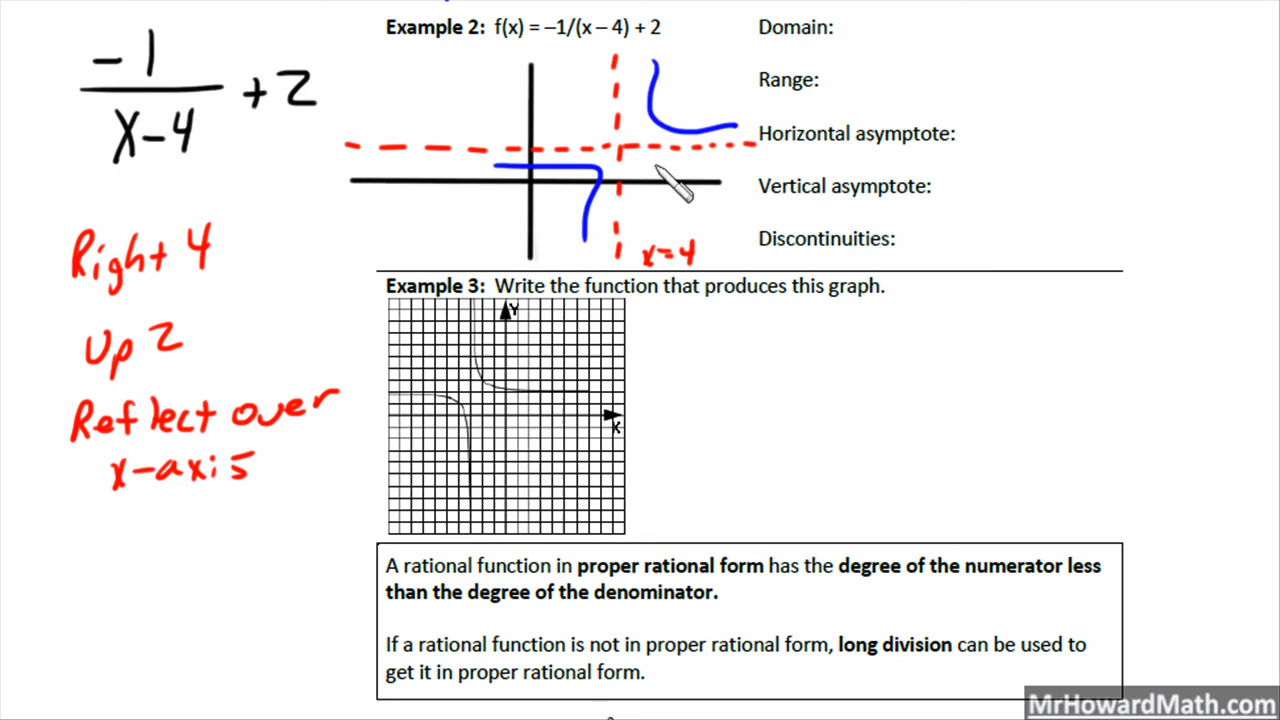 -1
x-4
+2
Right 4
Up 2
Reflect over
x-axis
Example 2: f(x) = –1/(x – 4) + 2
Domain:
Range:
Horizontal asymptote:
Vertical asymptote:
Discontinuities:
x=4
Example 3: Write the function that produces this graph.
Y
X
A rational function in proper rational form has the degree of the numerator less
than the degree of the denominator.
If a rational function is not in proper rational form, long division can be used to
get it in proper rational form.
MrHowardMath.com